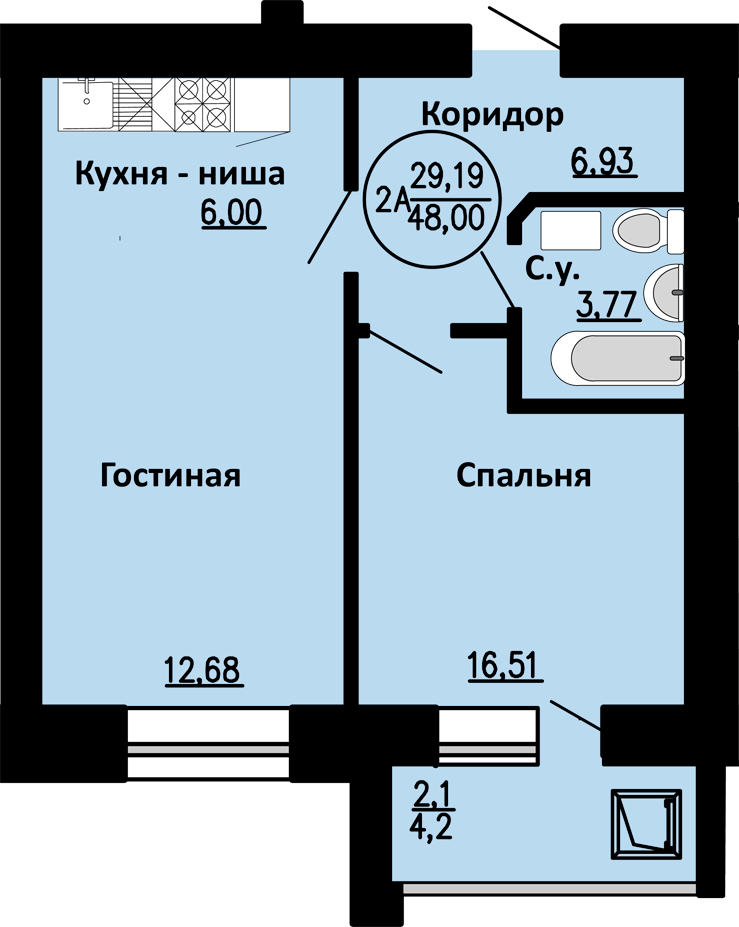 Коридор
6.93
Кухня - ниша
6.00
2А
29.19
48.00
С.у.
3.77
Гостиная
Спальня
12.68
16.51
2.1
4.2